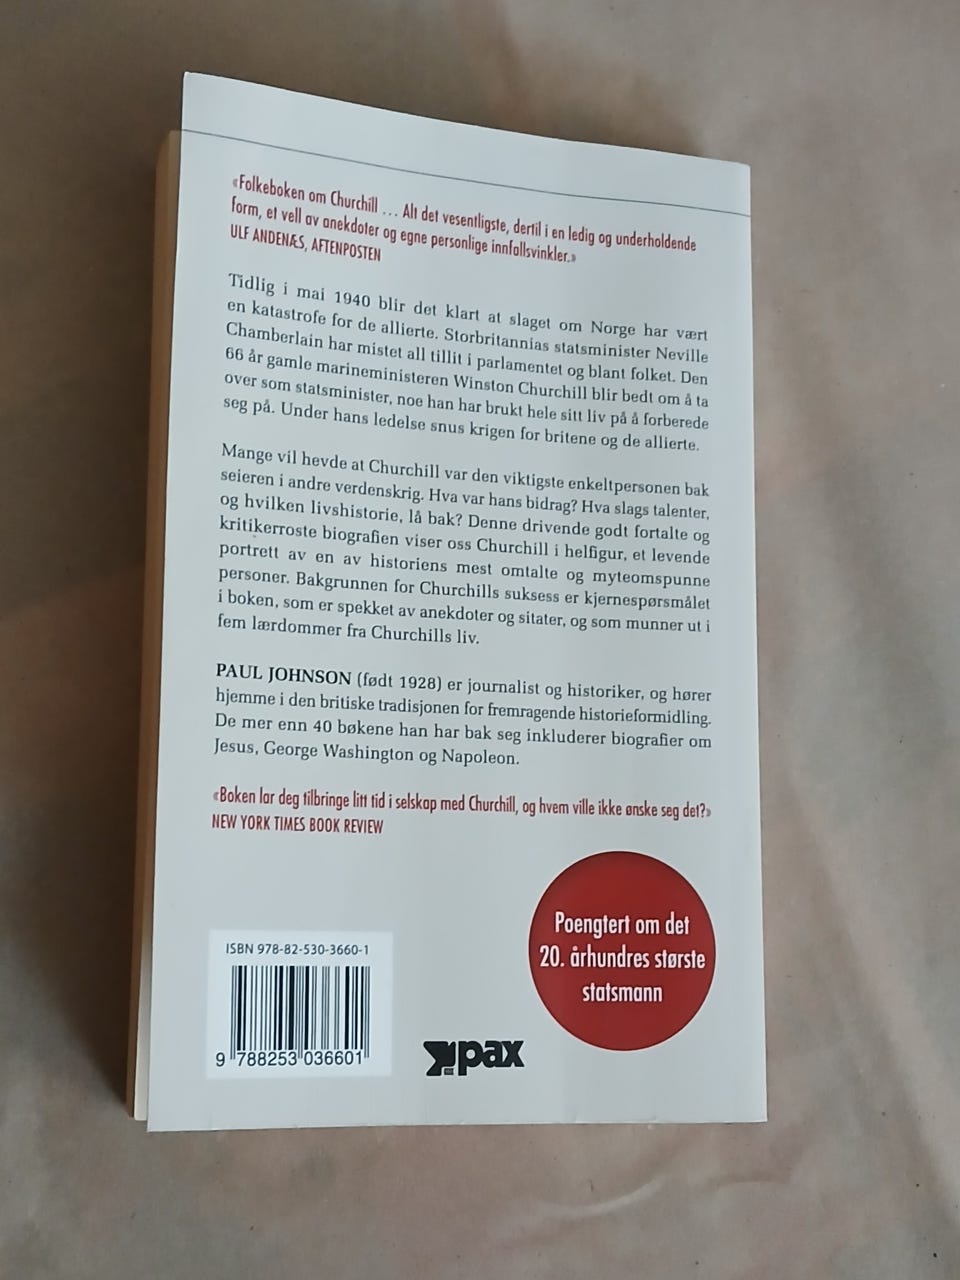 «Folkeboken om Churchill ... Alt det vesentligste, dertil i en ledig og underholdende
form, et vell av anekdoter og egne personlige innfallsvinkler.»
ULF ANDENÆS, AFTENPOSTEN
Tidlig i mai 1940 blir det klart at slaget om Norge har vært
en katastrofe for de allierte. Storbritannias statsminister Neville
Chamberlain har mistet all tillit i parlamentet og blant folket. Den
66 år gamle marineministeren Winston Churchill blir bedt om å ta
over som statsminister, noe han har brukt hele sitt liv på å forberede
seg på. Under hans ledelse snus krigen for britene og de allierte.
Mange vil hevde at Churchill var den viktigste enkeltpersonen bak
seieren i andre verdenskrig. Hva var hans bidrag? Hva slags talenter,
og hvilken livshistorie, lå bak? Denne drivende godt fortalte og
kritikerroste biografien viser oss Churchill i helfigur, et levende
portrett av en av historiens mest omtalte og myteomspunne
personer. Bakgrunnen for Churchills suksess er kjernespørsmålet
i boken, som er spekket av anekdoter og sitater, og som munner ut i
fem lærdommer fra Churchills liv.
PAUL JOHNSON (født 1928) er journalist og historiker, og hører
hjemme i den britiske tradisjonen for fremragende historieformidling.
De mer enn 40 bøkene han har bak seg inkluderer biografier om
Jesus, George Washington og Napoleon.
«Boken lar deg tilbringe litt tid i selskap med Churchill, og hvem ville ikke ønske seg det?»
NEW YORK TIMES BOOK REVIEW
Poengtert om det
20. århundres største
statsmann
ISBN 978-82-530-3660-1
9 788253 036601
pax